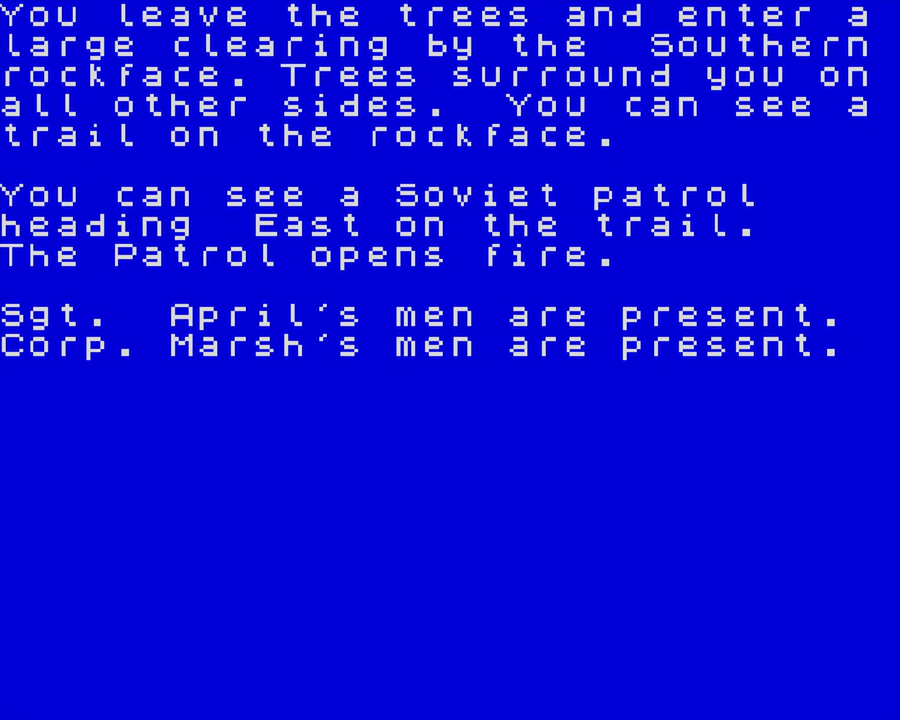 You leave the trees and enter a
large clearing by the  Southern
rockface. Trees surround you on
all other sides.  You can see a
trail on the rockface.

You can see a Soviet patrol
heading  East on the trail.
The Patrol opens fire.

Sgt.  April's men are present.
Corp. Marsh's men are present.